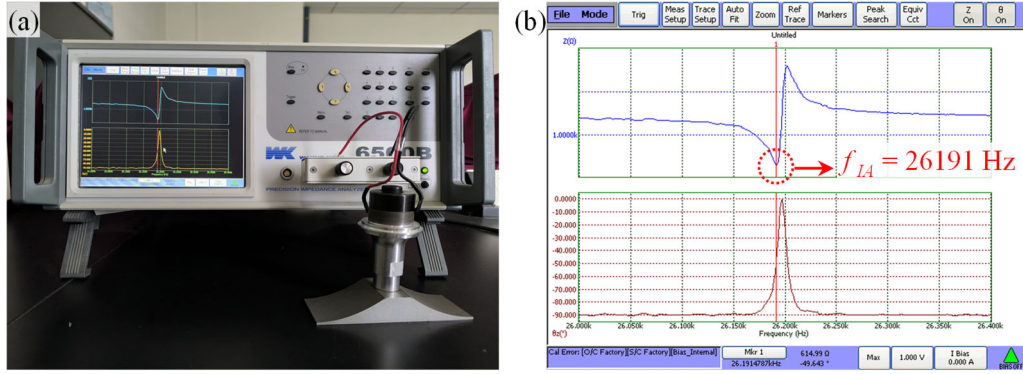 (a)
WK
6500B
PRECISION IMPEDANCE ANALYZER
(b)
File Mode
Trig
Meas Setup
Trace Setup
Auto Fit
Zoom
Ref Trace
Markers
Peak Search
Equiv Cct
Z On
θ On
Untitled
Z(Ω)
1.0000k
f_IA = 26191 Hz
0.0000
-10.000
-20.000
-30.000
-40.000
-50.000
-60.000
-70.000
-80.000
-90.000
θz(°)
26.000k 26.050k 26.100k 26.150k 26.200k 26.250k 26.300k 26.350k 26.400k
Frequency (Hz)
Cal Error: [O/C Factory][S/C Factory][Bias_Internal]
Mkr 1
26.1914787kHz
614.99 Ω
-49.643 °
Max
1.000 V
I Bias
0.000 A
BIAS OFF